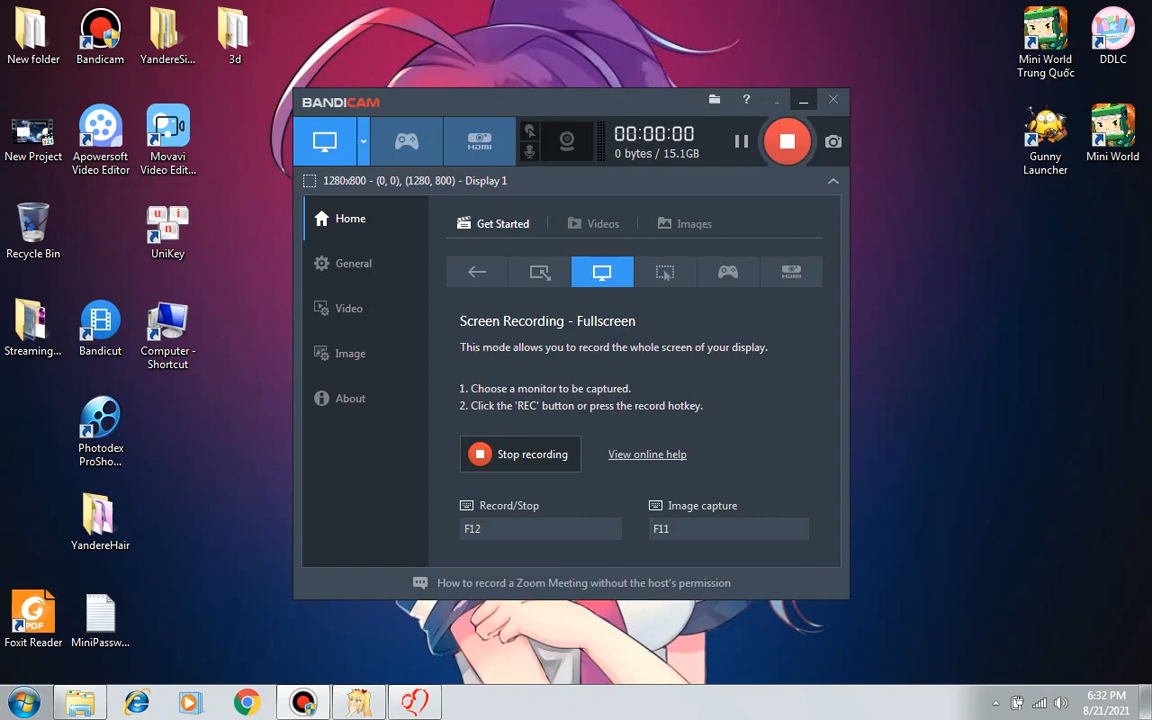 New folder
Bandicam
YandereSi...
3d
Mini World
Trung Quốc
DDLC
New Project
Apowersoft
Video Editor
Movavi
Video Edit...
Gunny
Launcher
Mini World
Recycle Bin
UniKey
Streaming...
Bandicut
Computer -
Shortcut
Photodex
ProSho...
YandereHair
Foxit Reader
MiniPassw...
BANDICAM
?
HDMI
00:00:00
0 bytes / 15.1GB
1280x800 - (0, 0), (1280, 800) - Display 1
Home
General
Video
Image
About
Get Started
Videos
Images
HDMI
Screen Recording - Fullscreen
This mode allows you to record the whole screen of your display.
1. Choose a monitor to be captured.
2. Click the 'REC' button or press the record hotkey.
Stop recording
View online help
Record/Stop
Image capture
F12
F11
How to record a Zoom Meeting without the host's permission
PDF
6:32 PM
8/21/2021